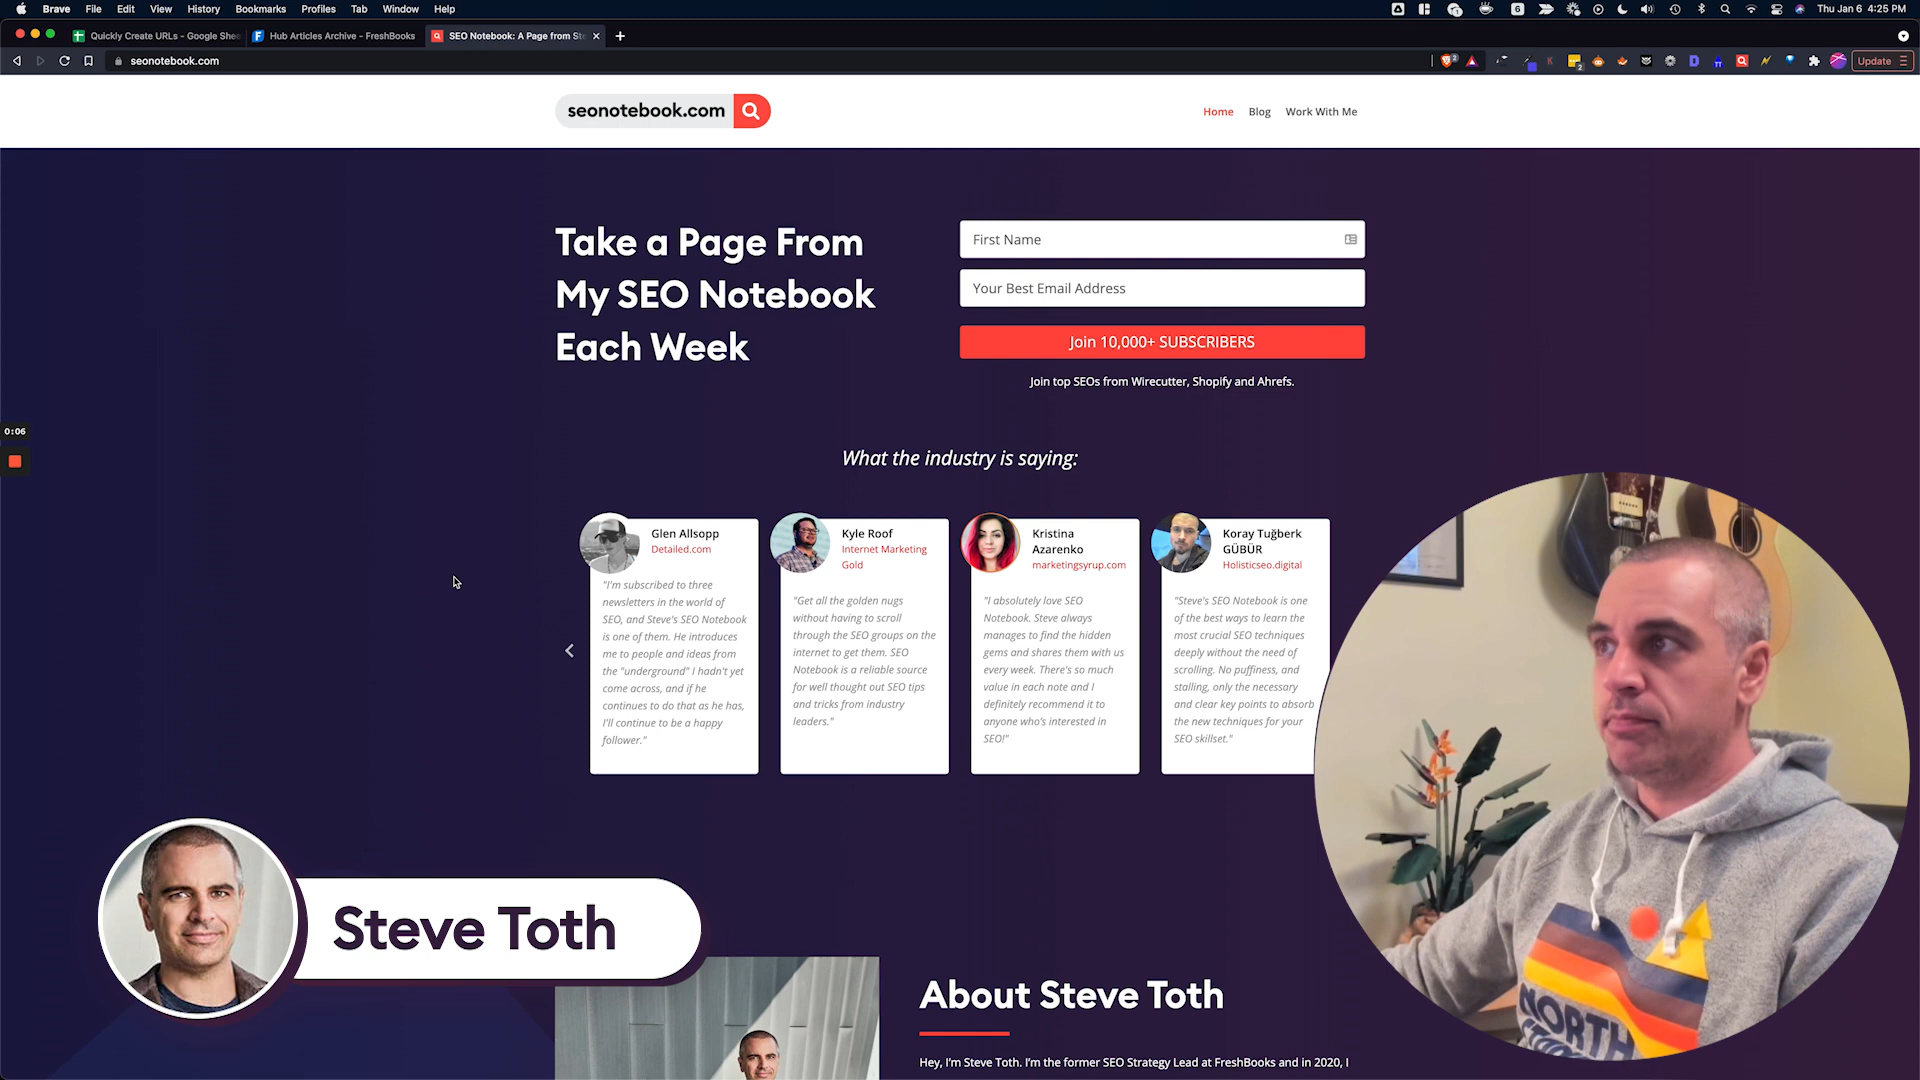 Brave File Edit View History Bookmarks Profiles Tab Window Help
Thu Jan 6 4:25 PM
Quickly Create URLs - Google Shee
Hub Articles Archive - FreshBooks
SEO Notebook: A Page from St
seonotebook.com
Update
seonotebook.com
Home Blog Work With Me
Take a Page From
My SEO Notebook
Each Week
First Name
Your Best Email Address
Join 10,000+ SUBSCRIBERS
Join top SEOs from Wirecutter, Shopify and Ahrefs.
0:06
What the industry is saying:
Glen Allsopp
Detailed.com
"I'm subscribed to three
newsletters in the world of
SEO, and Steve's SEO Notebook
is one of them. He introduces
me to people and ideas from
the "underground" I hadn't yet
come across, and if he
continues to do that as he has,
I'll continue to be a happy
follower."
Kyle Roof
Internet Marketing
Gold
"Get all the golden nugs
without having to scroll
through the SEO groups on the
internet to get them. SEO
Notebook is a reliable source
for well thought out SEO tips
and tricks from industry
leaders."
Kristina
Azarenko
marketingsyrup.com
"I absolutely love SEO
Notebook. Steve always
manages to find the hidden
gems and shares them with us
every week. There's so much
value in each note and I
definitely recommend it to
anyone who's interested in
SEO!"
Koray Tuğberk
GÜBÜR
Holisticseo.digital
"Steve's SEO Notebook is one
of the best ways to learn the
most crucial SEO techniques
deeply without the need of
scrolling. No puffiness, and
stalling, only the necessary
and clear key points to absorb
the new techniques for your
SEO skillset."
Steve Toth
About Steve Toth
Hey, I'm Steve Toth. I'm the former SEO Strategy Lead at FreshBooks and in 2020, I
NORTH